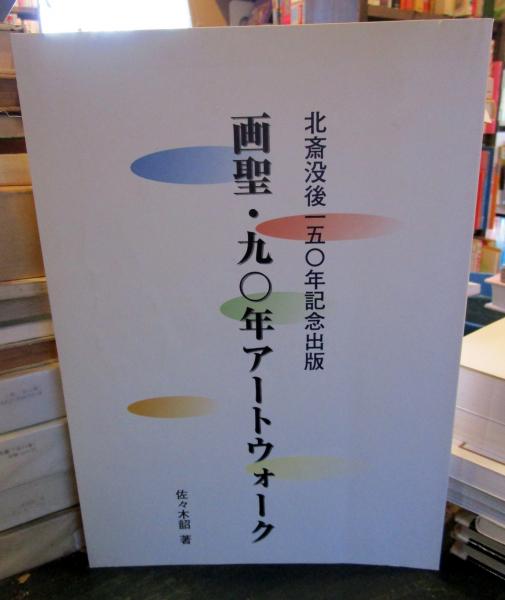 北斎没後一五〇年記念出版
画聖・九〇年アートウォーク
佐々木韶 著